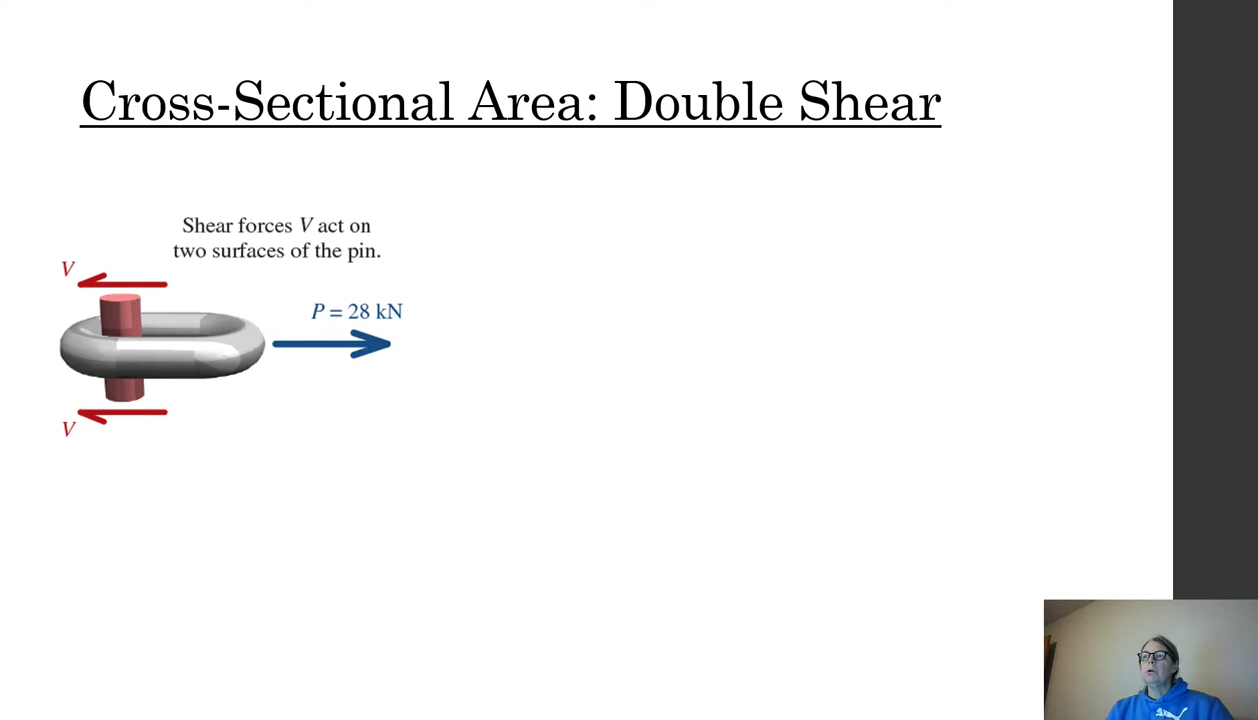 Cross-Sectional Area: Double Shear
Shear forces V act on
two surfaces of the pin.
V
P = 28 kN
V